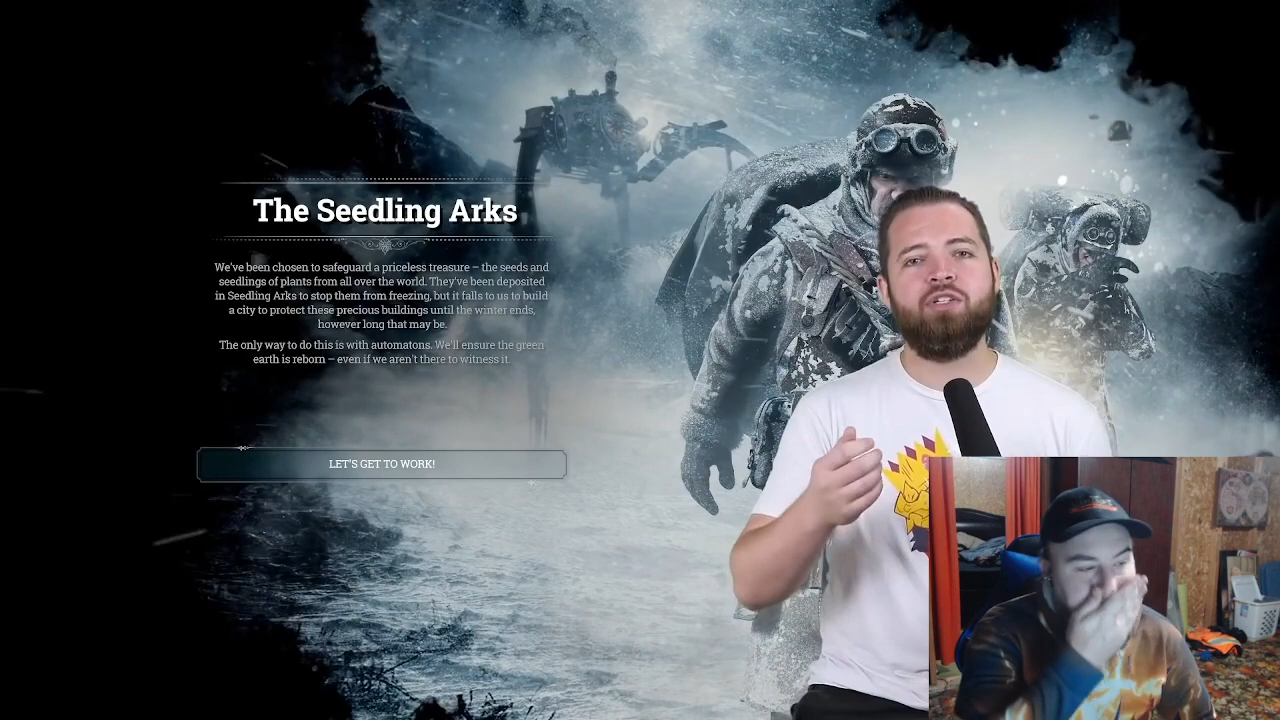 The Seedling Arks
We've been chosen to safeguard a priceless treasure – the seeds and
seedlings of plants from all over the world. They've been deposited
in Seedling Arks to stop them from freezing, but it falls to us to build
a city to protect these precious buildings until the winter ends,
however long that may be.
The only way to do this is with automatons. We'll ensure the green
earth is reborn – even if we aren't there to witness it.
LET'S GET TO WORK!